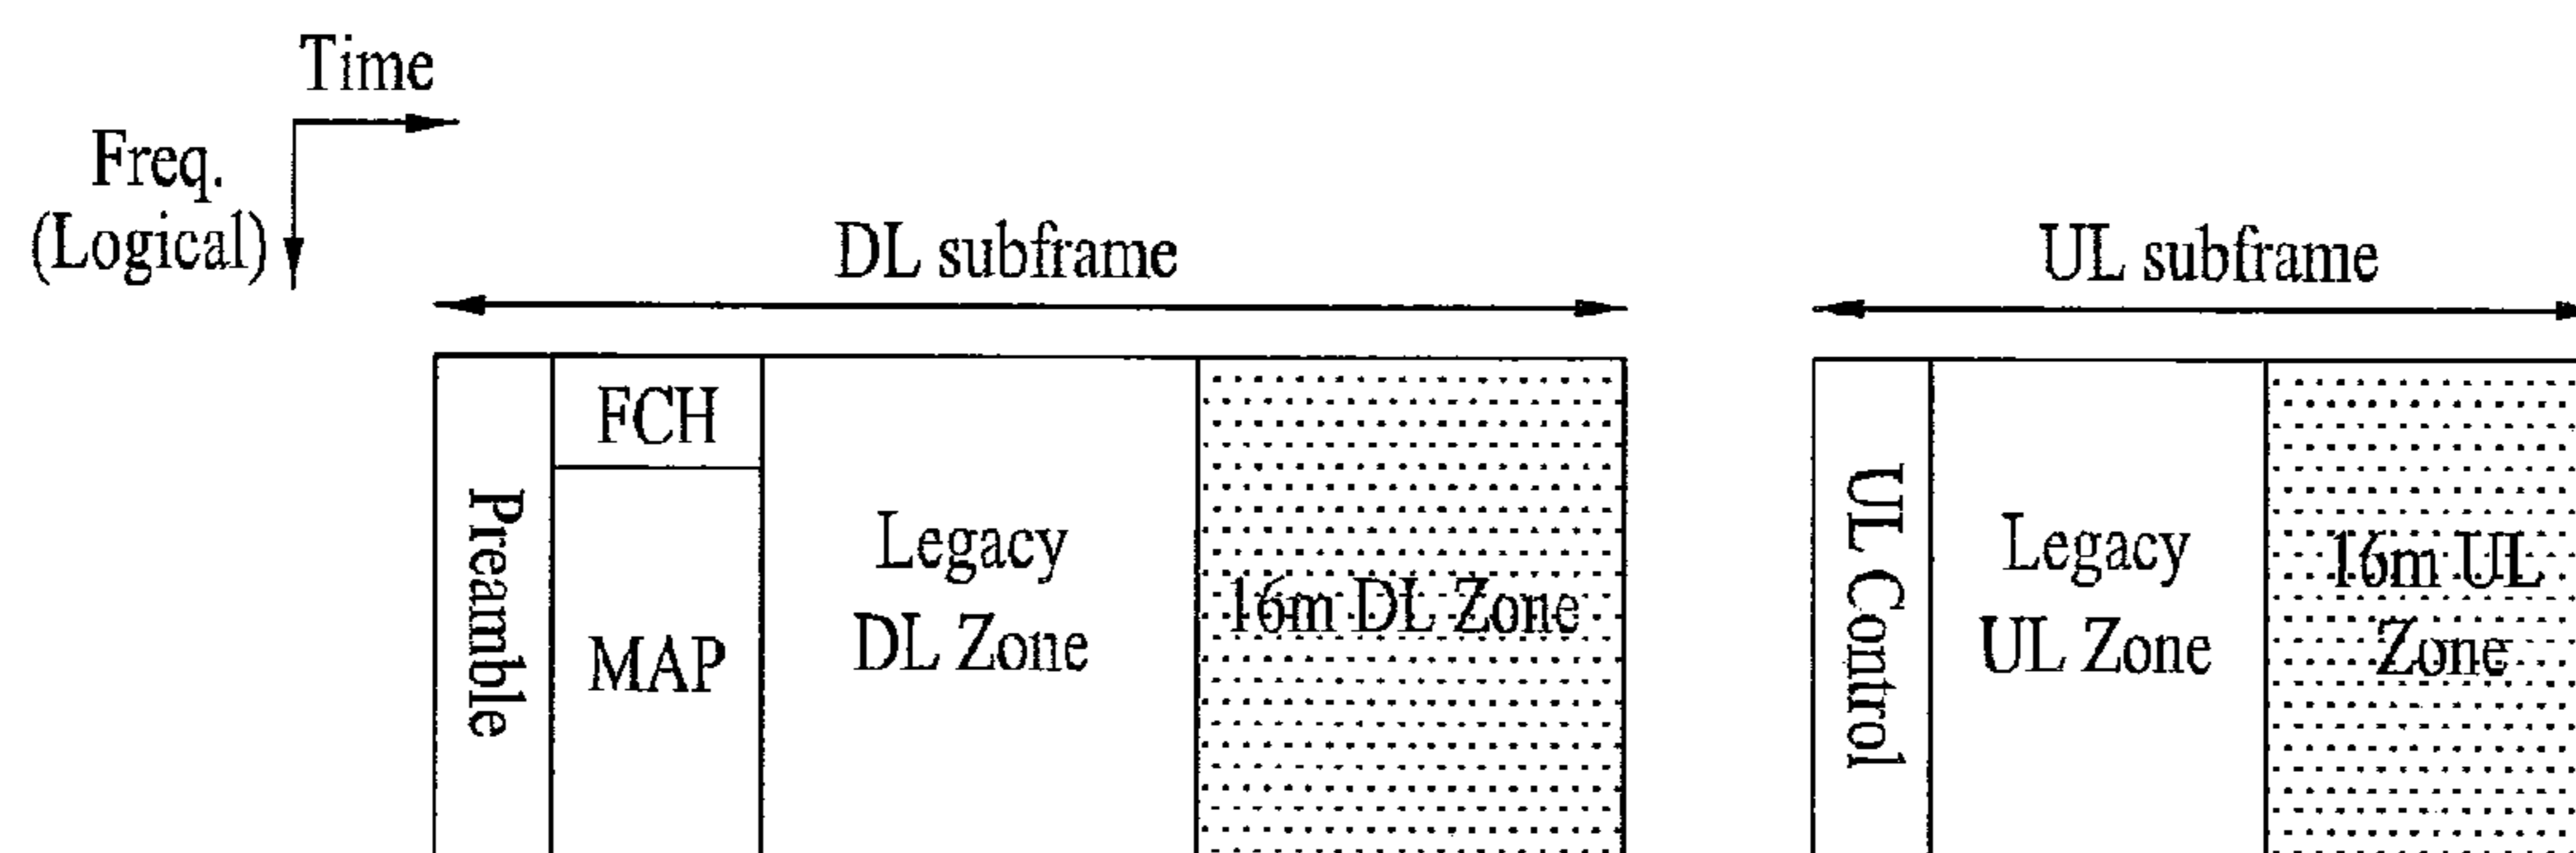 Time
Freq.
(Logical)
DL subframe
UL subframe
Preamble
FCH
MAP
Legacy
DL Zone
16m DL Zone
UL Control
Legacy
UL Zone
16m UL
Zone